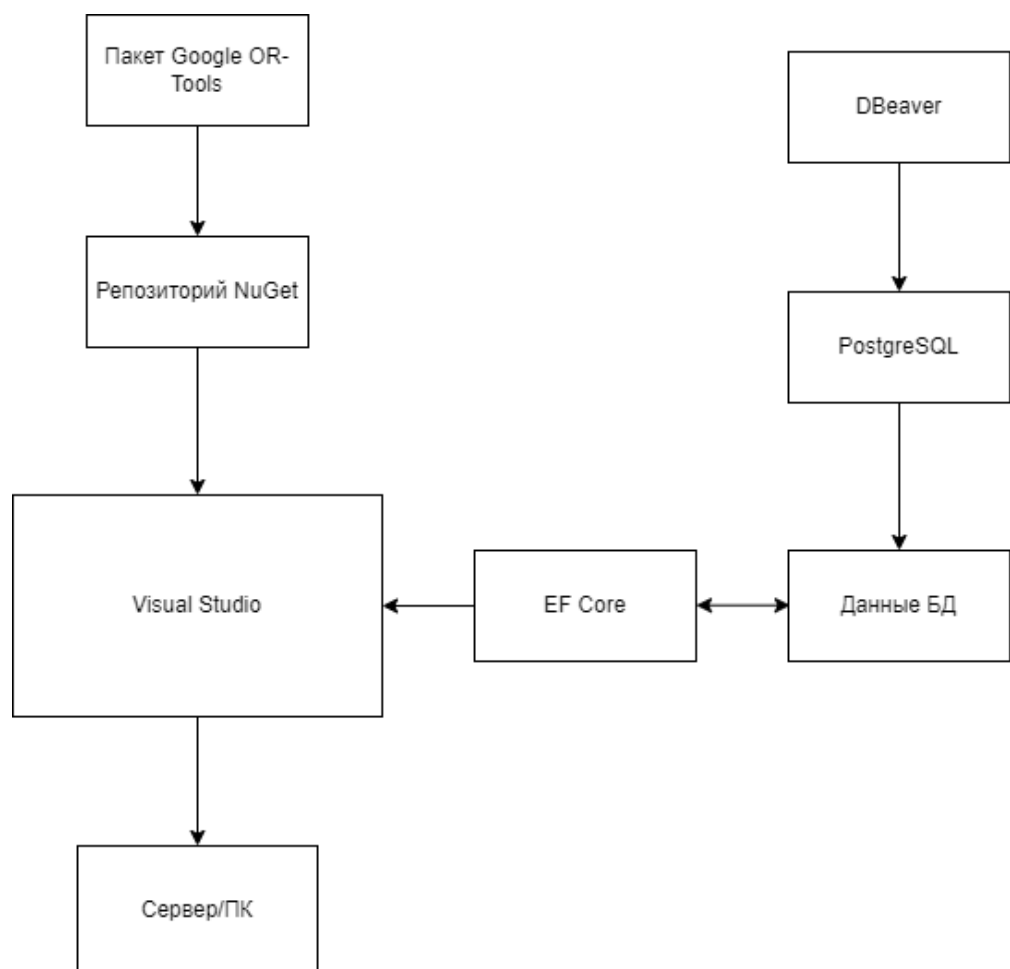 Пакет Google OR-
Tools
DBeaver
Репозиторий NuGet
PostgreSQL
Visual Studio
EF Core
Данные БД
Сервер/ПК